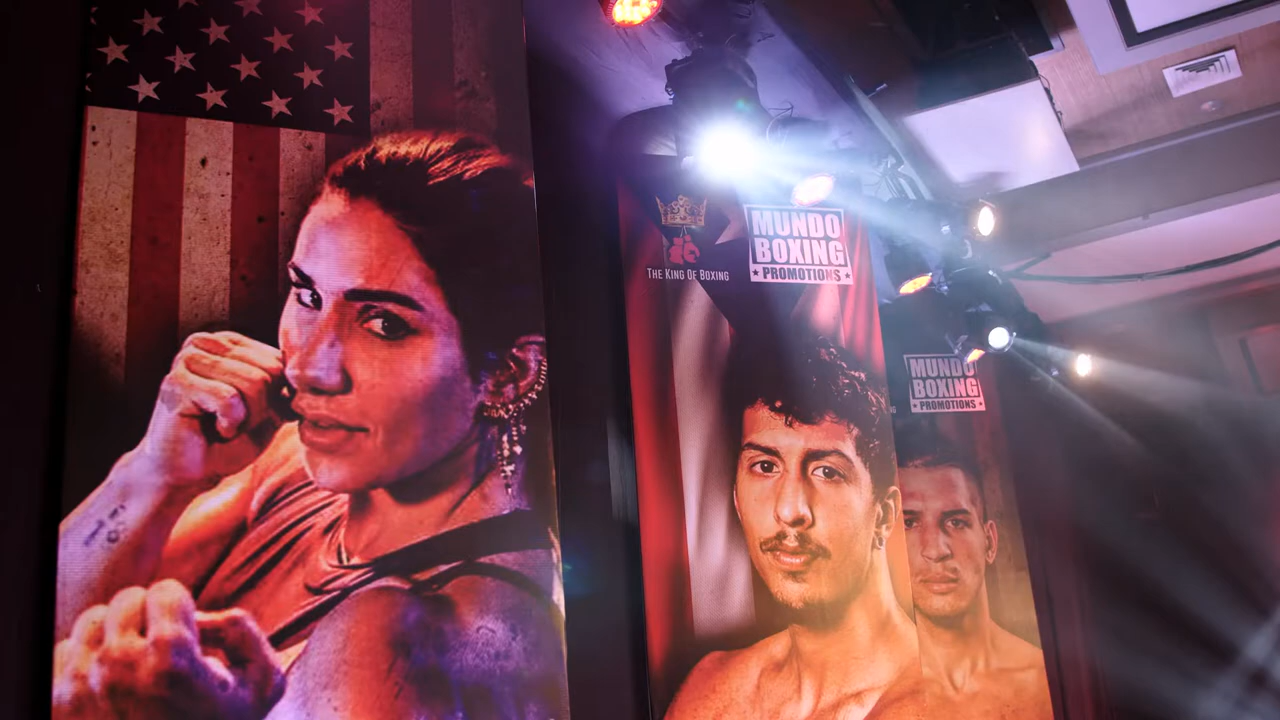 THE KING OF BOXING
MUNDO
BOXING
★ PROMOTIONS ★
MUNDO
BOXING
★ PROMOTIONS ★